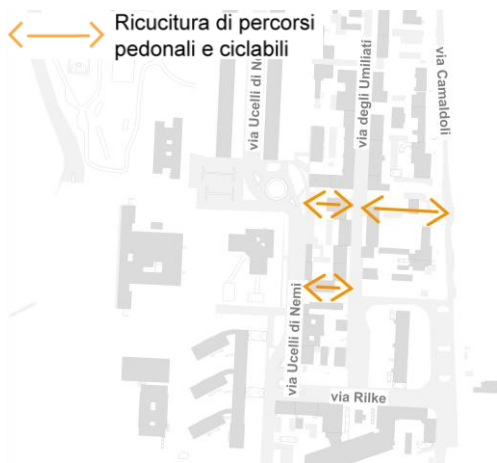 Ricucitura di percorsi
pedonali e ciclabili
via Ucelli di N
via degli Umiliati
via Camaldoli
via Ucelli di Nemi
via Rilke